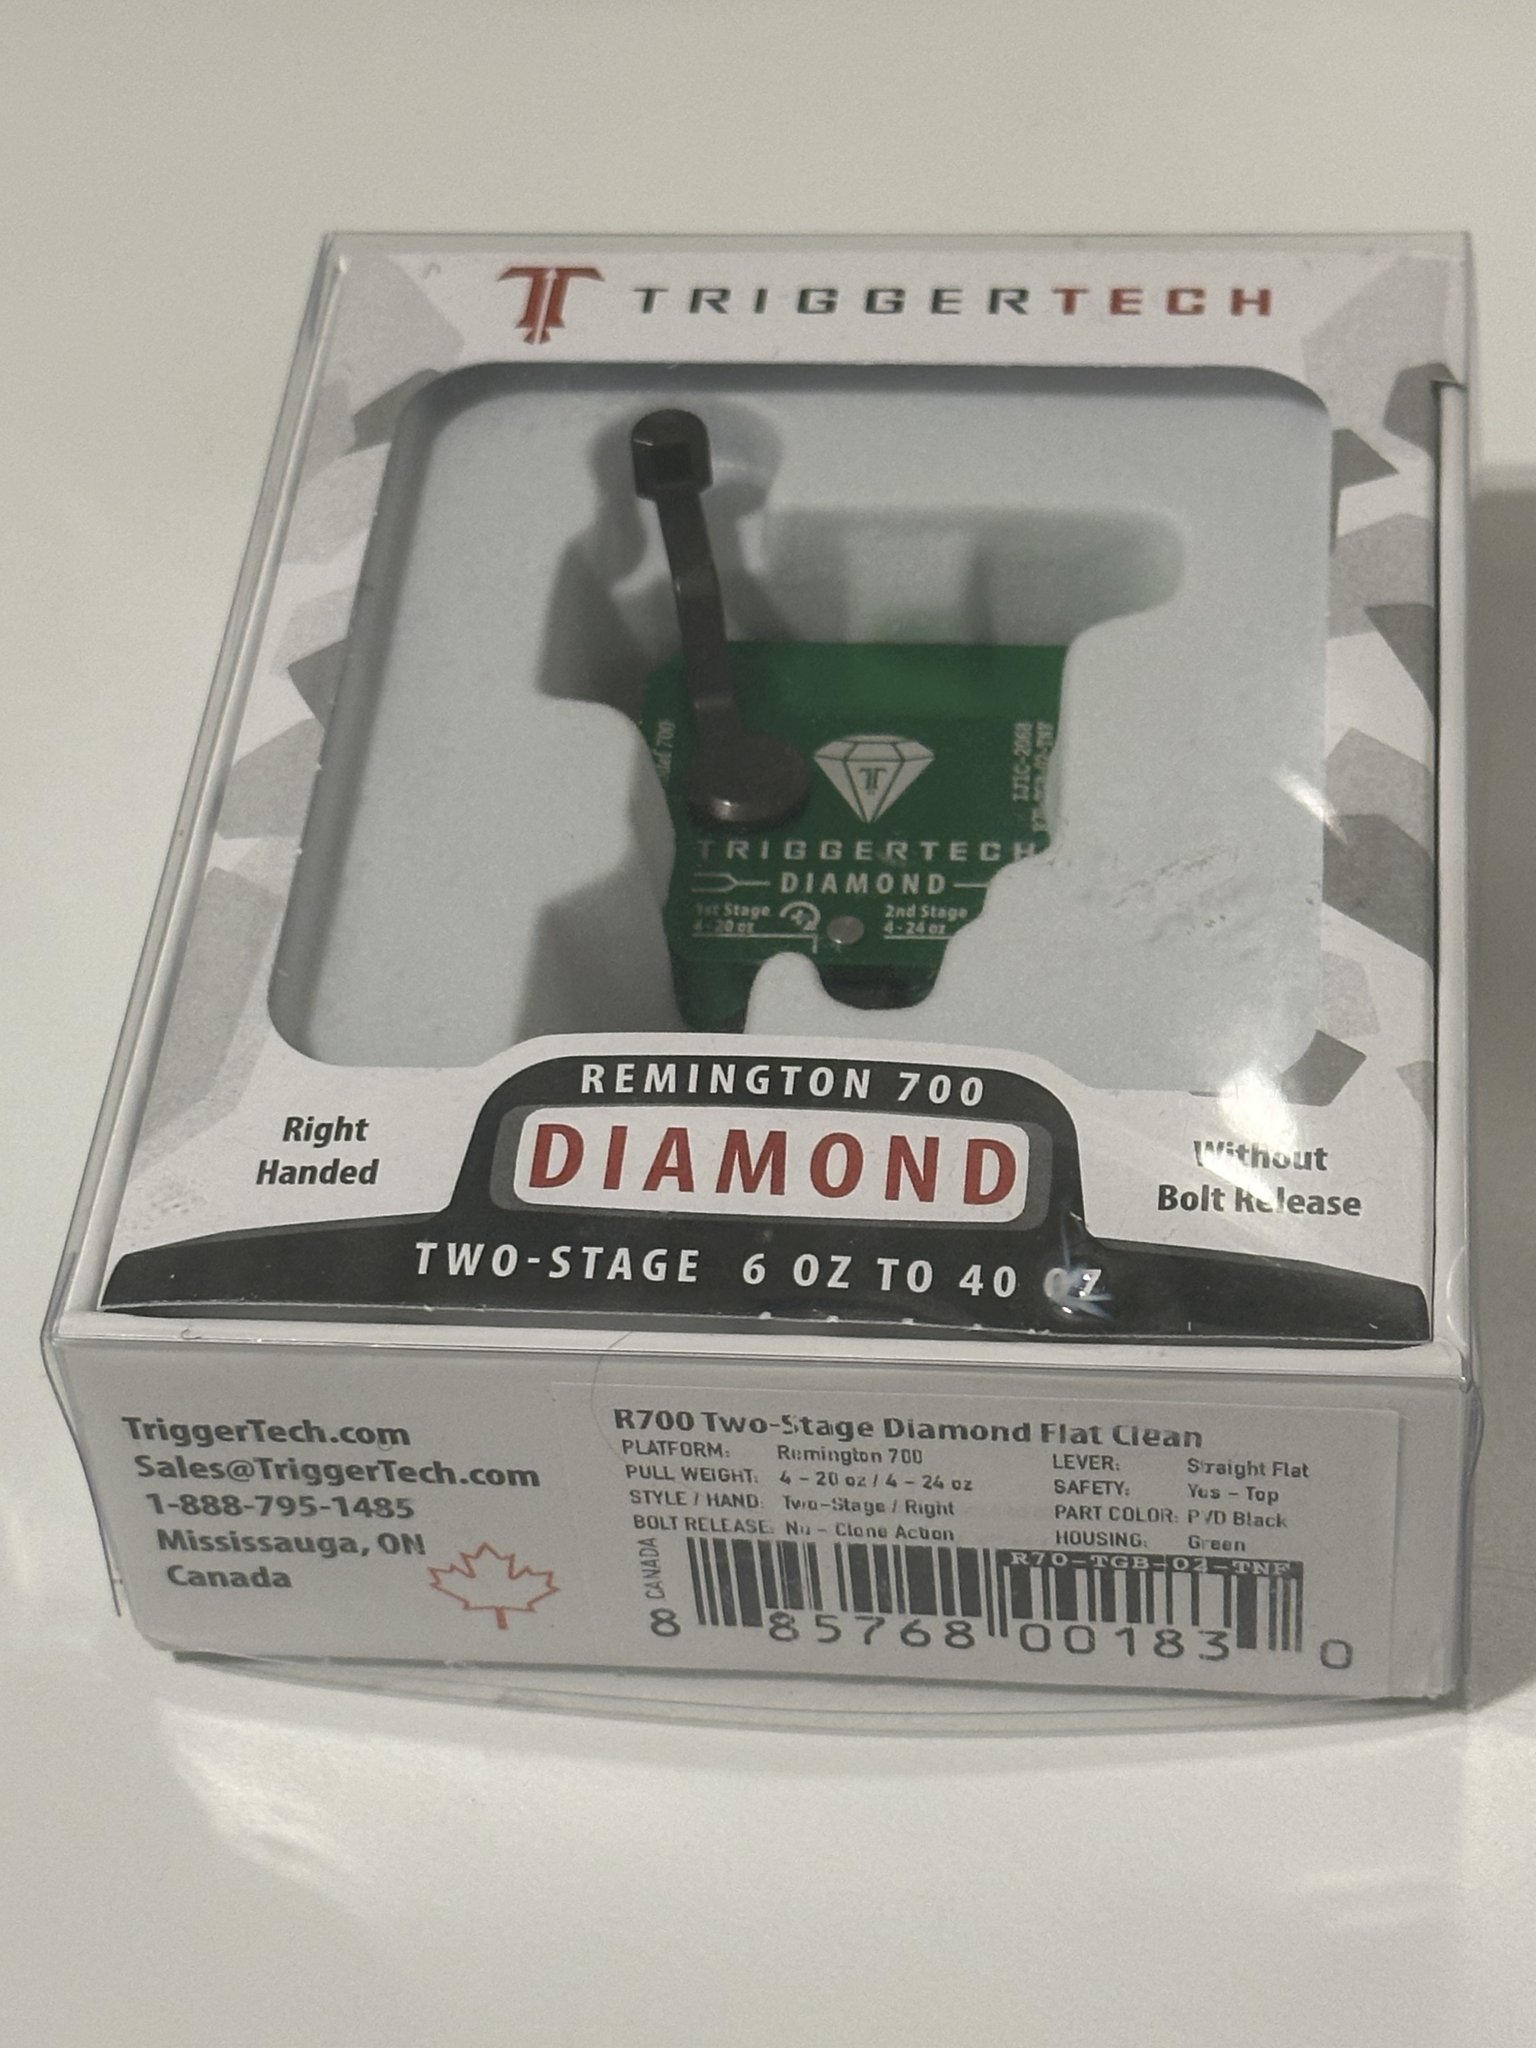 TRIGGERTECH
700
IJ1C-2068
TRIGGERTECH
DIAMOND
1st Stage
4-20 oz
2nd Stage
4-24 oz
REMINGTON 700
DIAMOND
Right
Handed
Without
Bolt Release
TWO-STAGE 6 OZ TO 40 OZ
TriggerTech.com
Sales@TriggerTech.com
1-888-795-1485
Mississauga, ON
Canada
R700 Two-Stage Diamond Flat Clean
PLATFORM: Remington 700
PULL WEIGHT: 4 - 20 oz / 4 - 24 oz
STYLE / HAND: Two-Stage / Right
BOLT RELEASE: No - Clone Action
LEVER: Straight Flat
SAFETY: Yes - Top
PART COLOR: PVD Black
HOUSING: Green
CANADA
R70-TGB-02-TNF
8 85768 00183 0